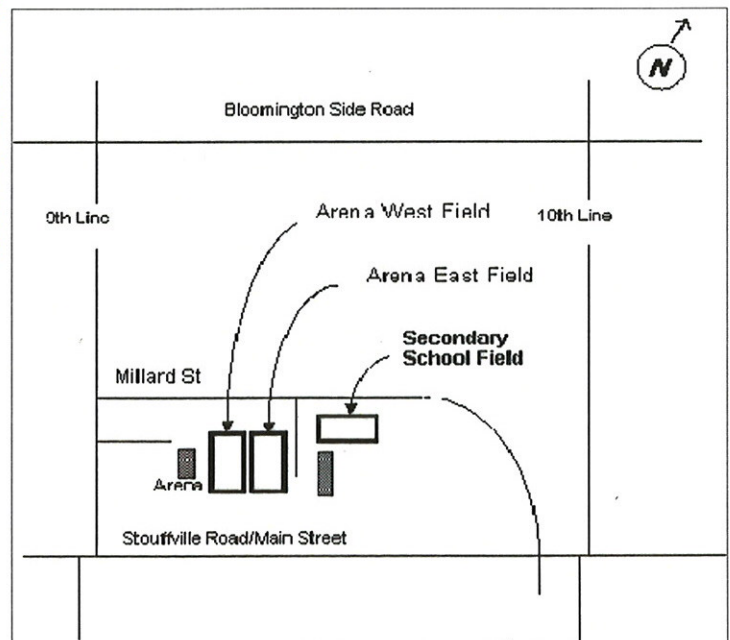 N
Bloomington Side Road
9th Line
10th Line
Arena West Field
Arena East Field
Secondary
School Field
Millard St
Arena
Stouffville Road/Main Street